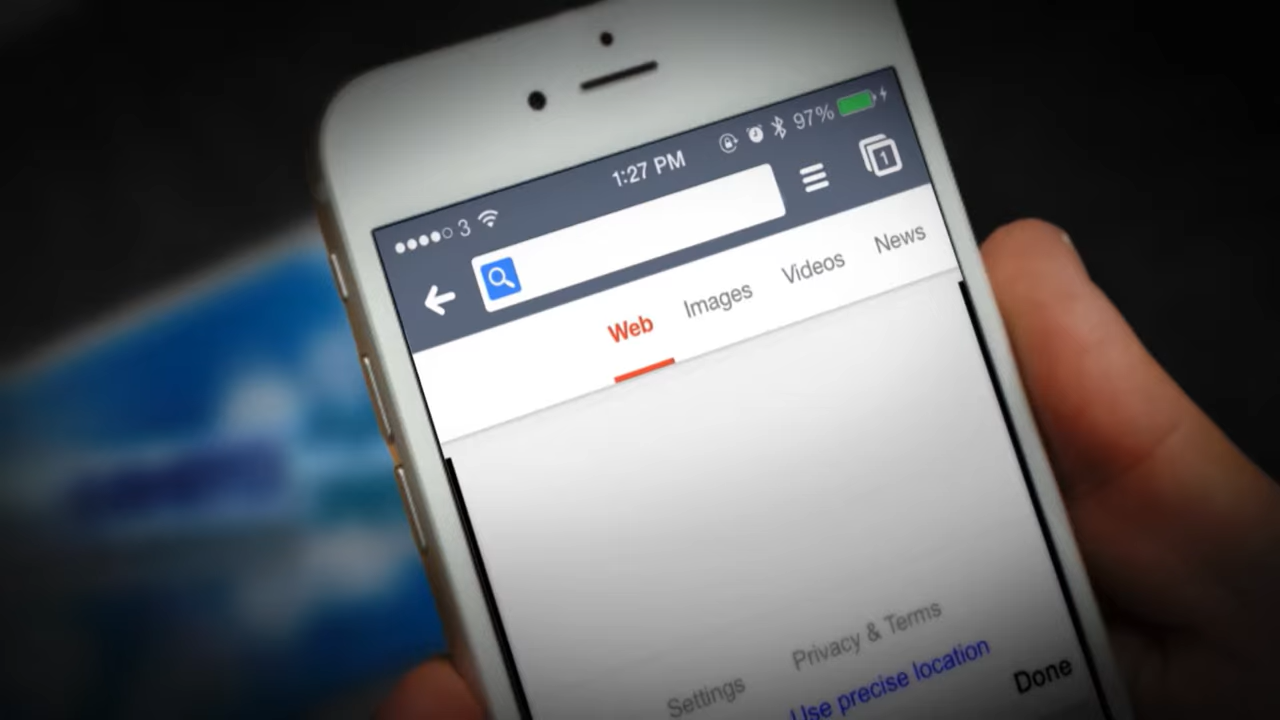 3 1:27 PM 97%
1
Web Images Videos News
Privacy & Terms
Settings Use precise location Done